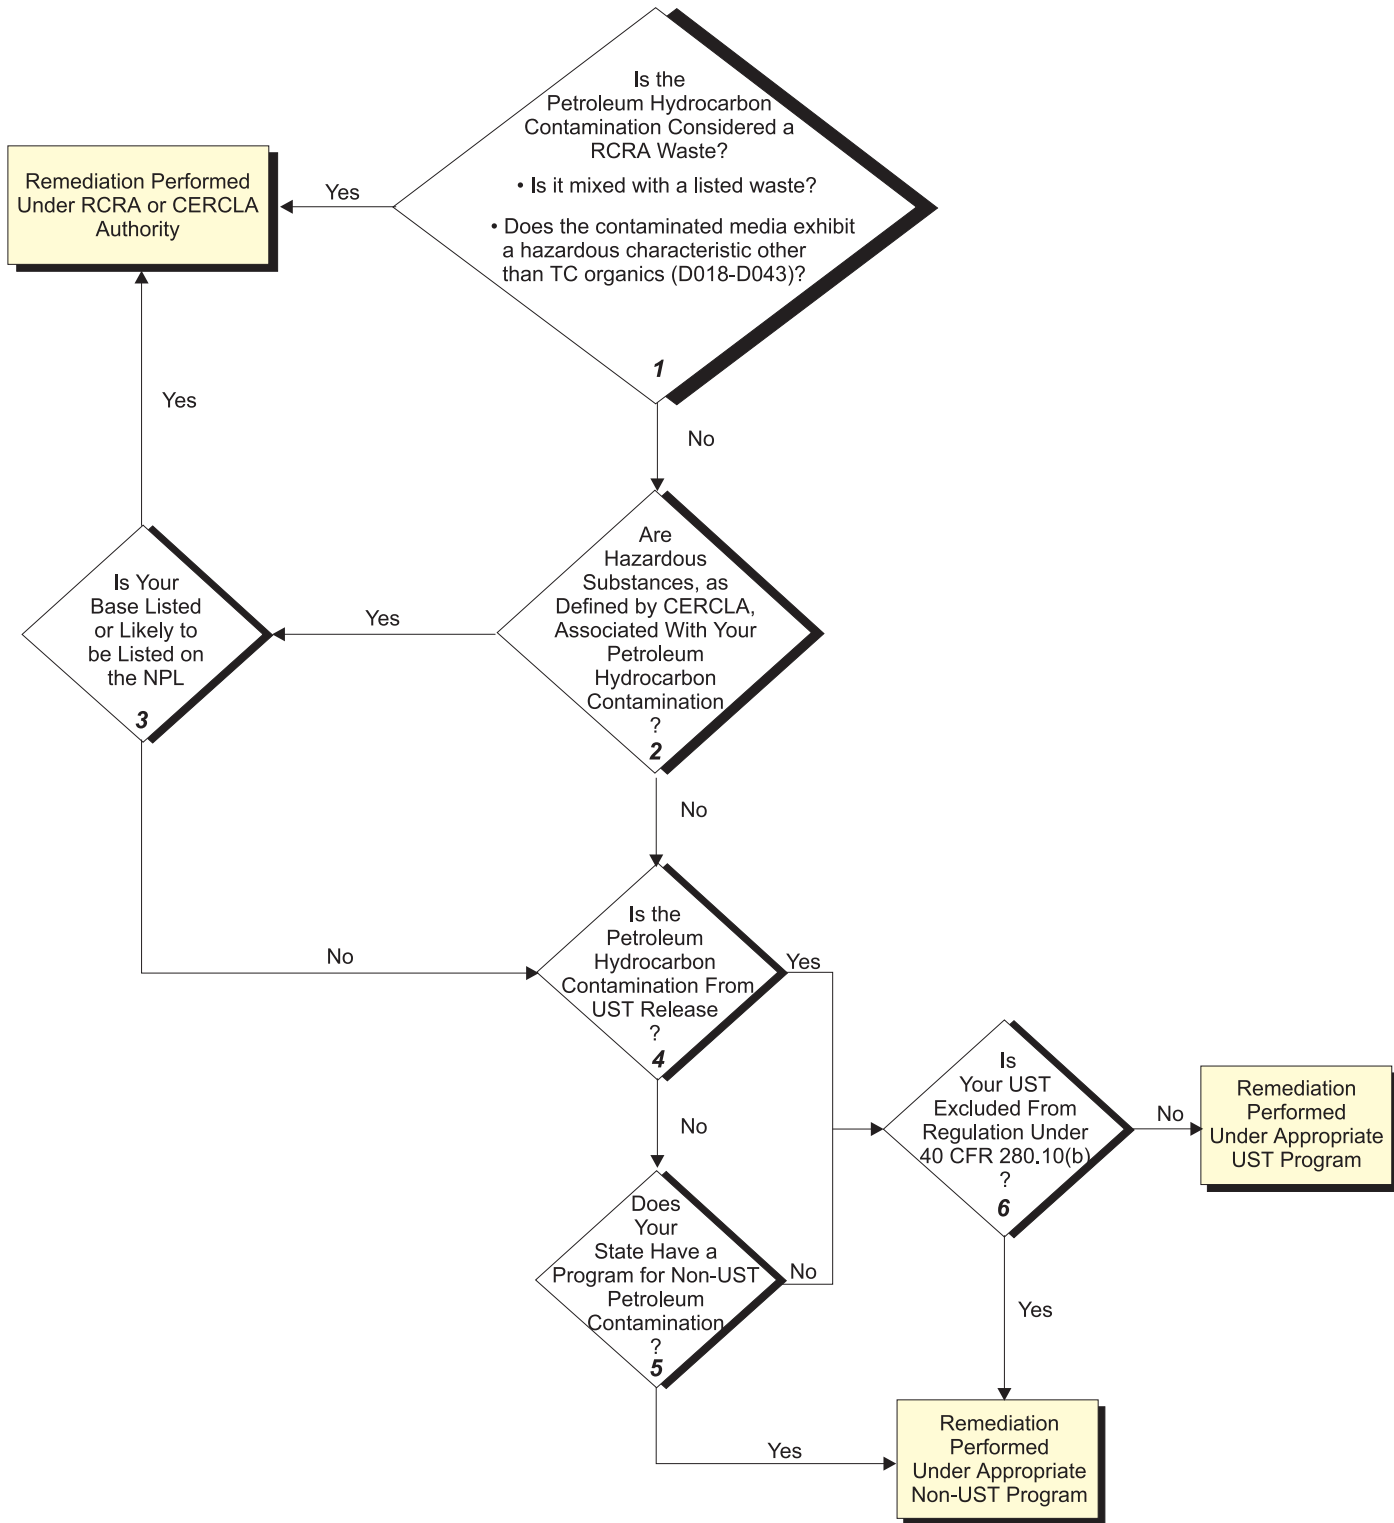 Is the
Petroleum Hydrocarbon
Contamination Considered a
RCRA Waste?
• Is it mixed with a listed waste?
• Does the contaminated media exhibit
a hazardous characteristic other
than TC organics (D018-D043)?
1
Yes
Remediation Performed
Under RCRA or CERCLA
Authority
No
Yes
Are
Hazardous
Substances, as
Defined by CERCLA,
Associated With Your
Petroleum
Hydrocarbon
Contamination
?
2
Yes
Is Your
Base Listed
or Likely to
be Listed on
the NPL
3
No
No
Is the
Petroleum
Hydrocarbon
Contamination From
UST Release
?
4
Yes
No
Does
Your
State Have a
Program for Non-UST
Petroleum
Contamination
?
5
No
Yes
Is
Your UST
Excluded From
Regulation Under
40 CFR 280.10(b)
?
6
No
Remediation
Performed
Under Appropriate
UST Program
Yes
Remediation
Performed
Under Appropriate
Non-UST Program